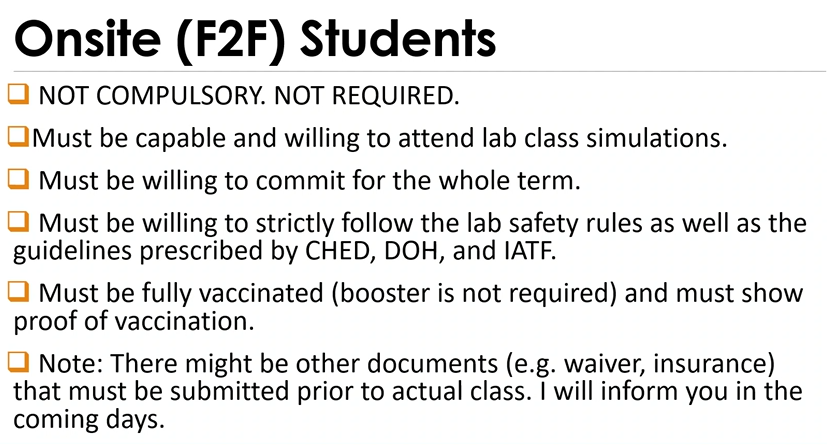 Onsite (F2F) Students
NOT COMPULSORY. NOT REQUIRED.
Must be capable and willing to attend lab class simulations.
Must be willing to commit for the whole term.
Must be willing to strictly follow the lab safety rules as well as the
guidelines prescribed by CHED, DOH, and IATF.
Must be fully vaccinated (booster is not required) and must show
proof of vaccination.
Note: There might be other documents (e.g. waiver, insurance)
that must be submitted prior to actual class. I will inform you in the
coming days.